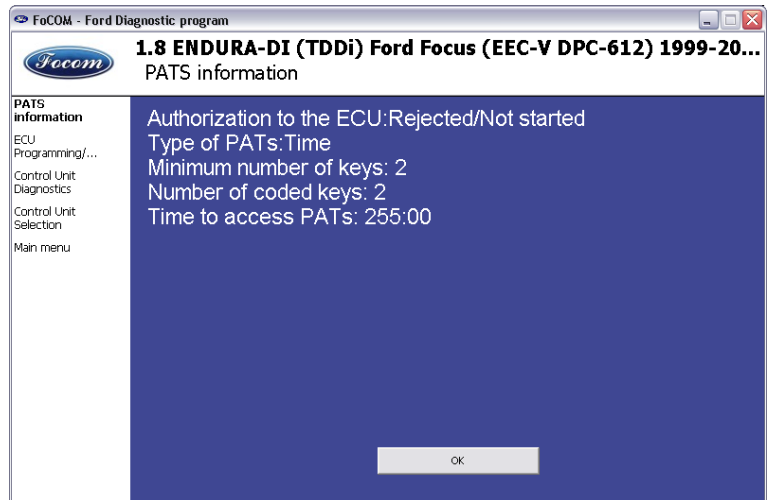 FoCOM - Ford Diagnostic program
Focom
1.8 ENDURA-DI (TDDi) Ford Focus (EEC-V DPC-612) 1999-20...
PATS information
PATS
information
ECU
Programming/...
Control Unit
Diagnostics
Control Unit
Selection
Main menu
Authorization to the ECU:Rejected/Not started
Type of PATs:Time
Minimum number of keys: 2
Number of coded keys: 2
Time to access PATs: 255:00
OK